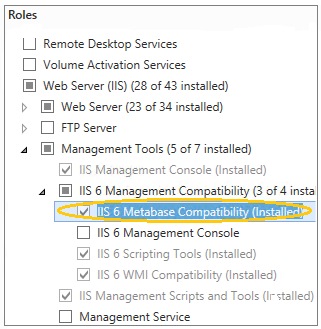 Roles
Remote Desktop Services
Volume Activation Services
Web Server (IIS) (28 of 43 installed)
Web Server (23 of 34 installed)
FTP Server
Management Tools (5 of 7 installed)
IIS Management Console (Installed)
IIS 6 Management Compatibility (3 of 4 insta
IIS 6 Metabase Compatibility (Installed)
IIS 6 Management Console
IIS 6 Scripting Tools (Installed)
IIS 6 WMI Compatibility (Installed)
IIS Management Scripts and Tools (Installed)
Management Service